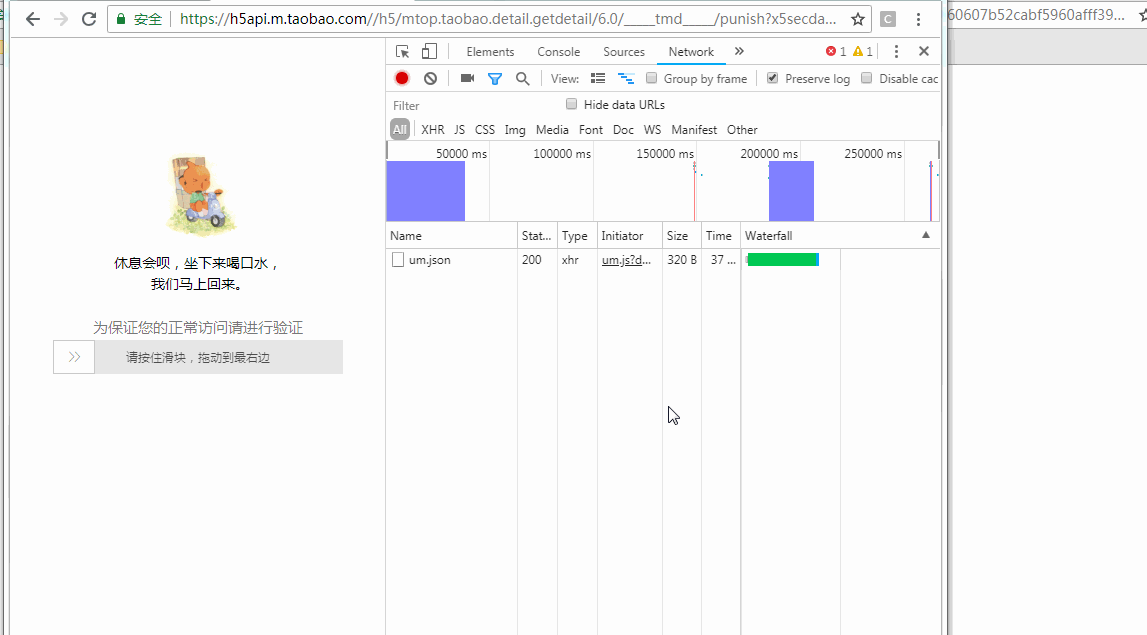 安全 https://h5api.m.taobao.com//h5/mtop.taobao.detail.getdetail/6.0/_____tmd_____/punish?x5secda... C
60607b52cabf5960afff39...
Elements Console Sources Network » 1 1
View: Group by frame Preserve log Disable cac
Filter Hide data URLs
All XHR JS CSS Img Media Font Doc WS Manifest Other
50000 ms 100000 ms 150000 ms 200000 ms 250000 ms
Name Stat... Type Initiator Size Time Waterfall
um.json 200 xhr um.js?d... 320 B 37 ...
休息会呗，坐下来喝口水，
我们马上回来。
为保证您的正常访问请进行验证
请按住滑块，拖动到最右边